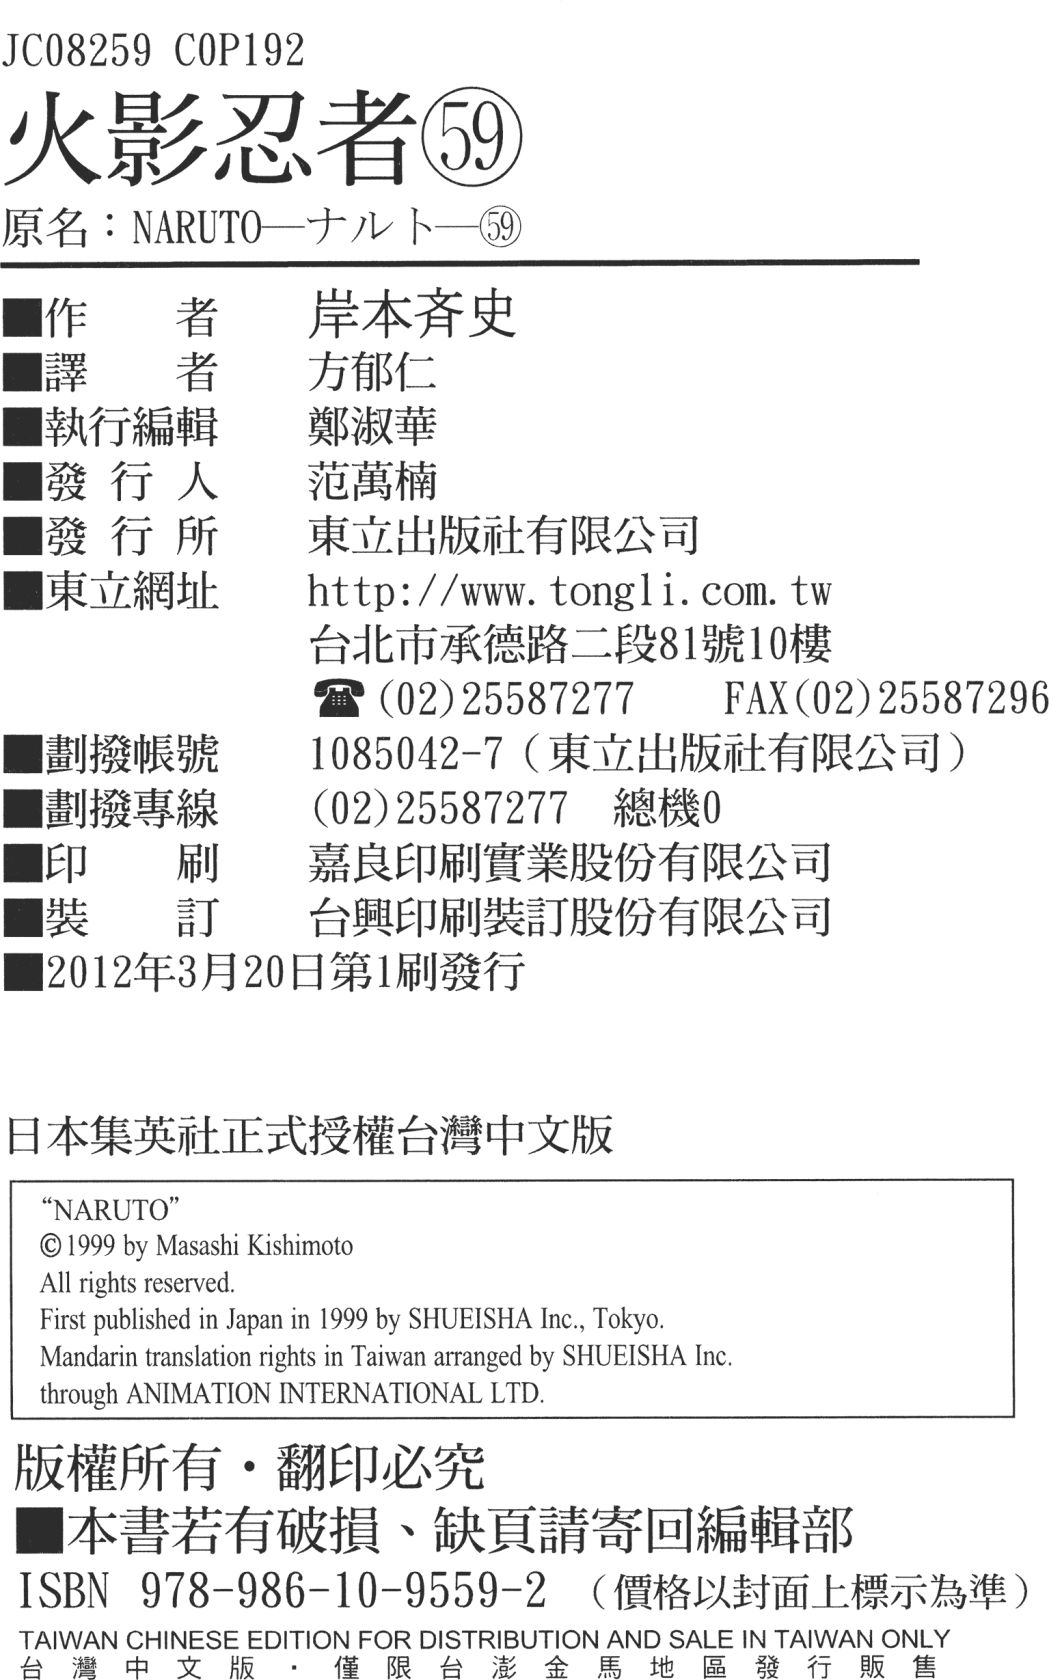 JC08259 C0P192
火影忍者59
原名：NARUTO—ナルト—59
■作 者 岸本斉史
■譯 者 方郁仁
■執行編輯 鄭淑華
■發行人 范萬楠
■發行所 東立出版社有限公司
■東立網址 http://www.tongli.com.tw
台北市承德路二段81號10樓
☎(02)25587277 FAX(02)25587296
■劃撥帳號 1085042-7（東立出版社有限公司）
■劃撥專線 (02)25587277 總機0
■印 刷 嘉良印刷實業股份有限公司
■裝 訂 台興印刷裝訂股份有限公司
■2012年3月20日第1刷發行
日本集英社正式授權台灣中文版
“NARUTO”
©1999 by Masashi Kishimoto
All rights reserved.
First published in Japan in 1999 by SHUEISHA Inc., Tokyo.
Mandarin translation rights in Taiwan arranged by SHUEISHA Inc.
through ANIMATION INTERNATIONAL LTD.
版權所有・翻印必究
■本書若有破損、缺頁請寄回編輯部
ISBN 978-986-10-9559-2 （價格以封面上標示為準）
TAIWAN CHINESE EDITION FOR DISTRIBUTION AND SALE IN TAIWAN ONLY
台灣中文版・僅限台澎金馬地區發行販售